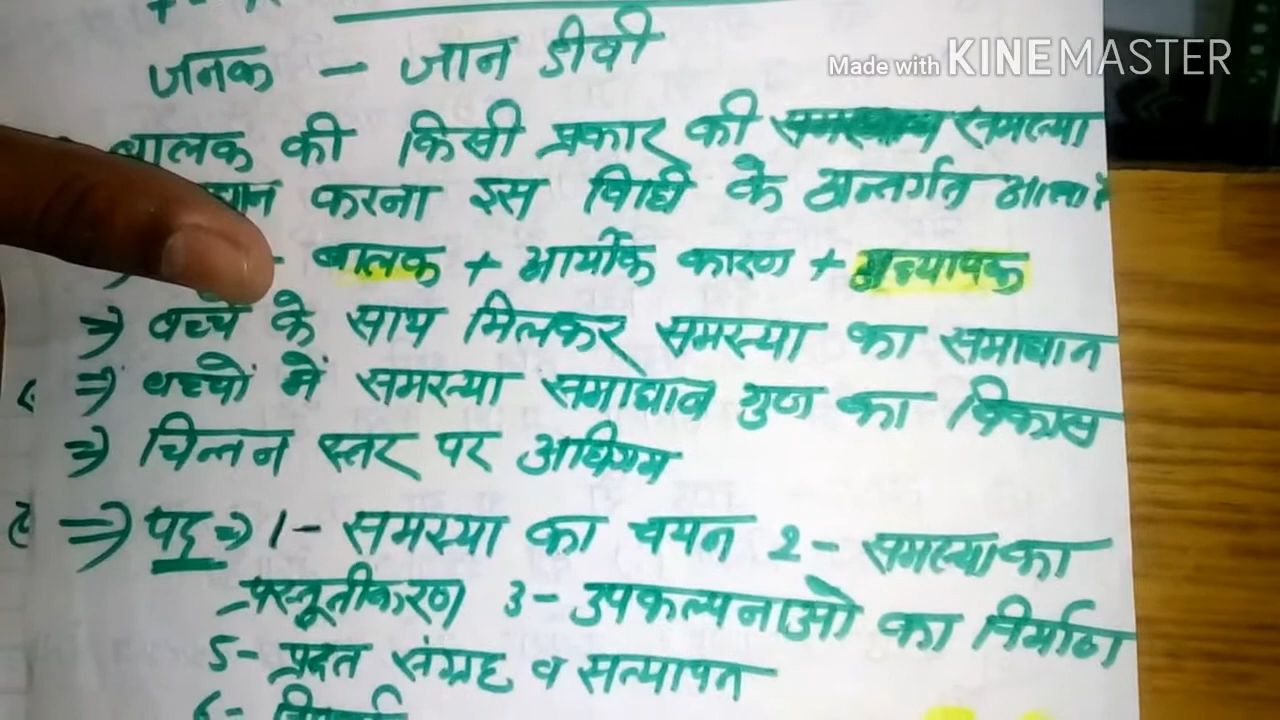 Made with KINEMASTER
जनक – जान डीवी
बालक की किसी प्रकार की समस्या
करना इस विधि के अन्तर्गत आता है
बालक + आर्थिक कारण + अध्यापक
⇒ बच्चे के साथ मिलकर समस्या का समाधान
⇒ बच्चों में समस्या समाधान गुण का विकास
⇒ चिन्तन स्तर पर अधिगम
⇒ पद ⇒ 1- समस्या का चयन 2- समस्या का
प्रस्तूतीकरण 3- उपकल्पनाओ का निर्माण
5- प्रदत संग्रह व सत्यापन
6-